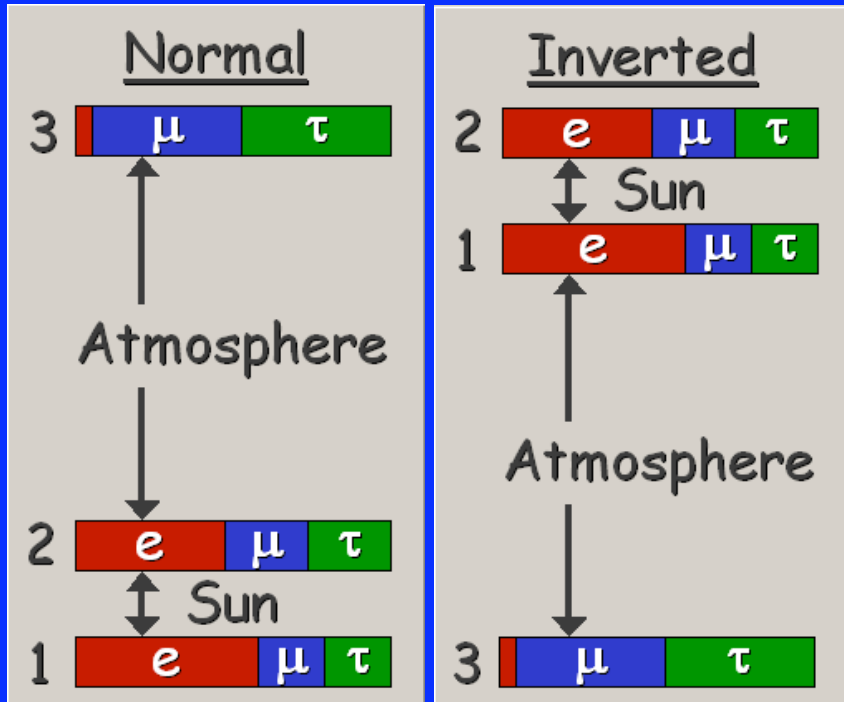 Normal
3 μ τ
Atmosphere
2 e μ τ
Sun
1 e μ τ
Inverted
2 e μ τ
Sun
1 e μ τ
Atmosphere
3 μ τ